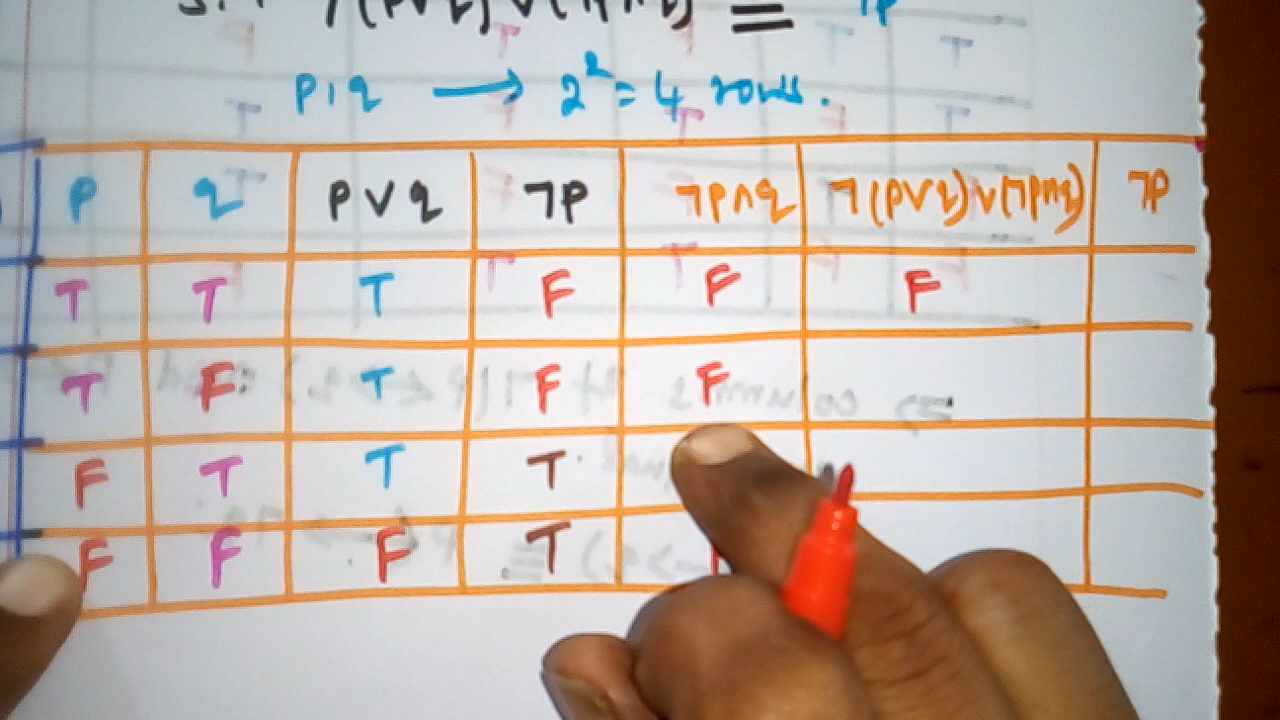 ¬(p∨q)∨(¬p∧q) ≡ ¬p
p,q → 2² = 4 rows.
p q p∨q ¬p ¬p∧q ¬(p∨q)∨(¬p∧q) ¬p
T T T F F F
T F T F F
F T T T
F F F T